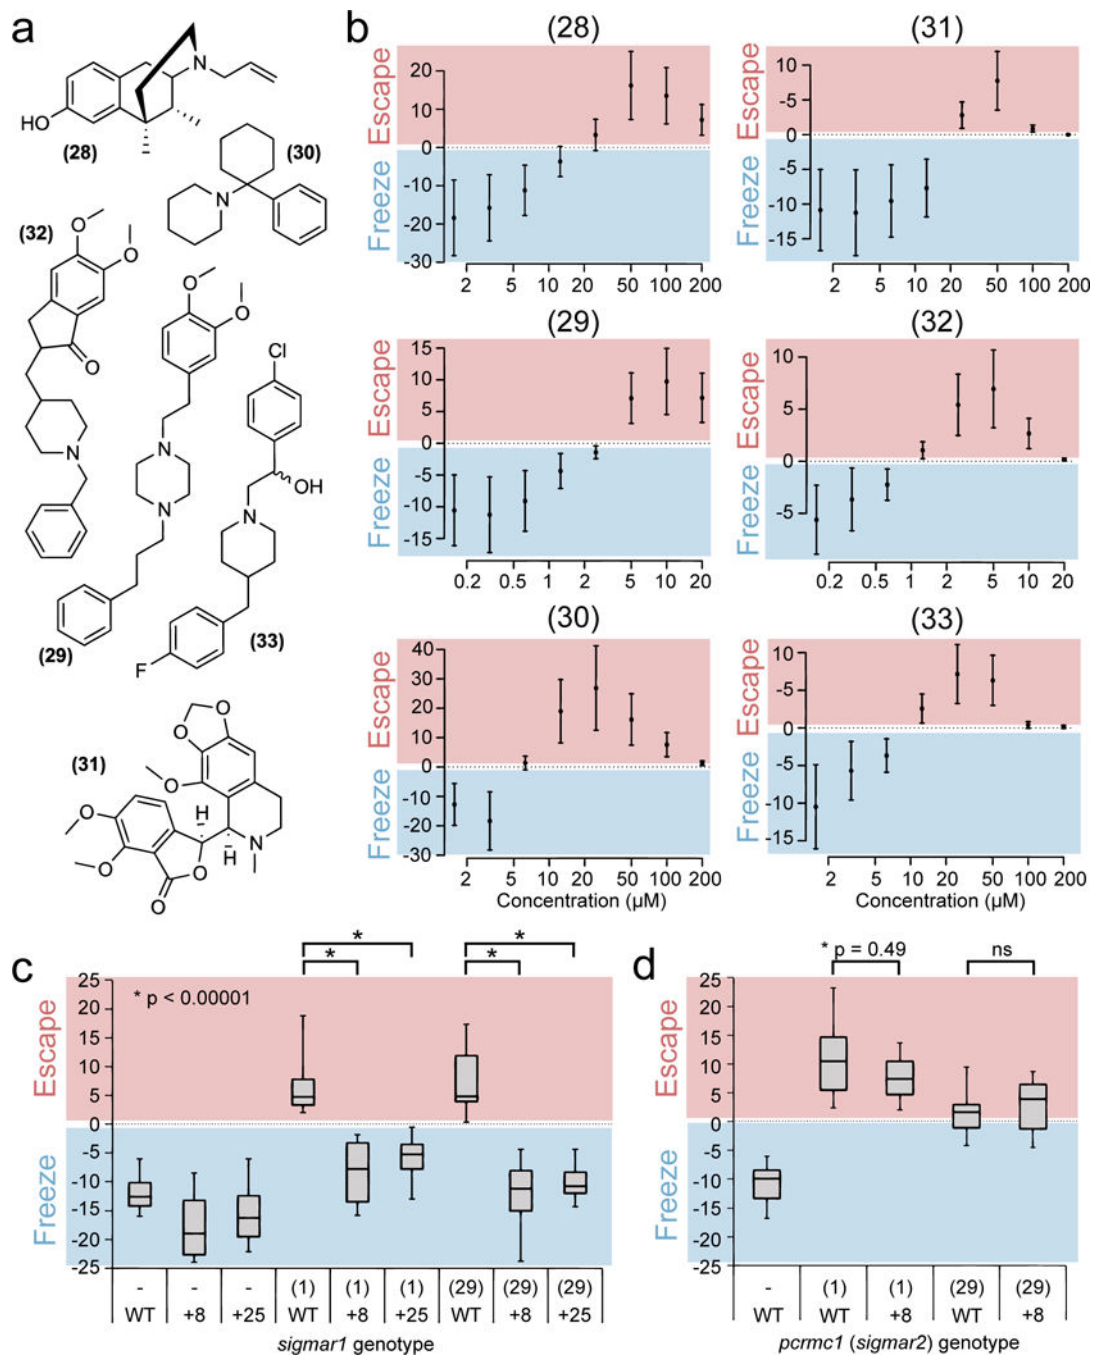 a
HO
N
(28)
(30)
N
(32)
O
O
O
N
O
O
N
N
(29)
Cl
OH
N
F
(33)
(31)
O
O
O
O
O
H
H
N
O
O
b
(28)
Escape
Freeze
20
10
0
-10
-20
-30
2 5 10 20 50 100 200
(31)
Escape
Freeze
10
-5
0
-5
-10
-15
2 5 10 20 50 100 200
(29)
Escape
Freeze
15
10
5
0
-5
-10
-15
0.2 0.5 1 2 5 10 20
(32)
Escape
Freeze
10
5
0
-5
0.2 0.5 1 2 5 10 20
(30)
Escape
Freeze
40
30
20
10
0
-10
-20
-30
2 5 10 20 50 100 200
Concentration (µM)
(33)
Escape
Freeze
10
-5
0
-5
-10
-15
2 5 10 20 50 100 200
Concentration (µM)
c
* * * *
* p < 0.00001
Escape
Freeze
25
20
15
10
5
0
-5
-10
-15
-20
-25
- - - (1) (1) (1) (29) (29) (29)
WT +8 +25 WT +8 +25 WT +8 +25
sigmar1 genotype
d
* p = 0.49
ns
Escape
Freeze
25
20
15
10
5
0
-5
-10
-15
-20
-25
- (1) (1) (29) (29)
WT WT +8 WT +8
pcrmc1 (sigmar2) genotype